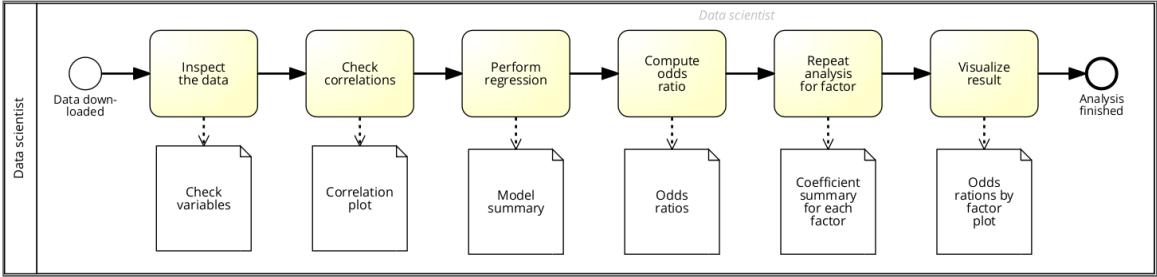 Data scientist
Data scientist
Data down-
loaded
Inspect
the data
Check
correlations
Perform
regression
Compute
odds
ratio
Repeat
analysis
for factor
Visualize
result
Analysis
finished
Check
variables
Correlation
plot
Model
summary
Odds
ratios
Coefficient
summary
for each
factor
Odds
rations by
factor
plot